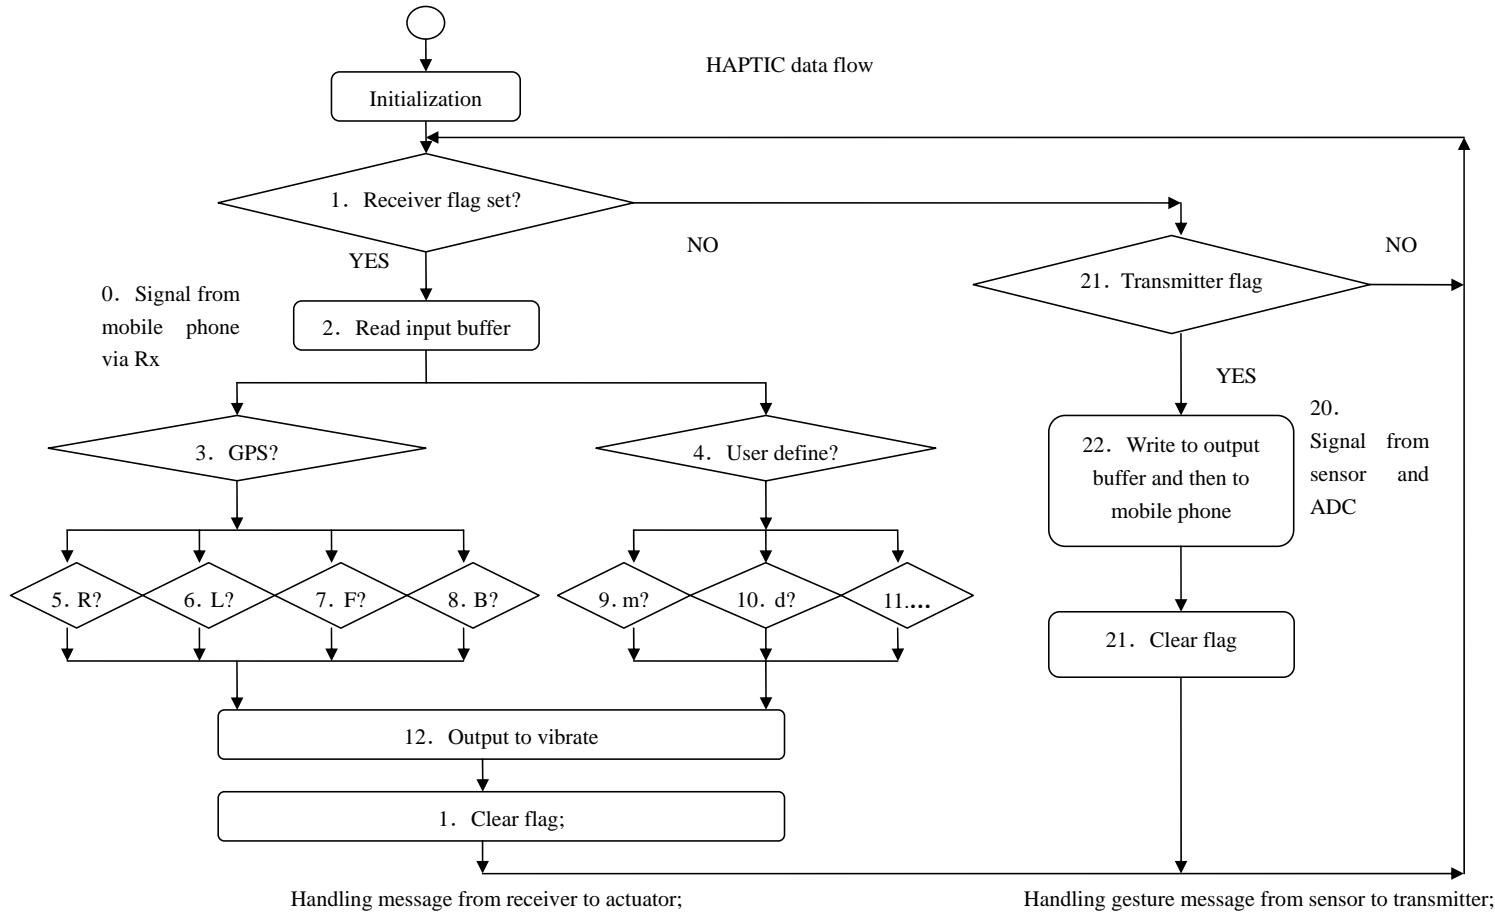 HAPTIC data flow
Initialization
1. Receiver flag set?
YES
NO
NO
21. Transmitter flag
0. Signal from
mobile phone
via Rx
2. Read input buffer
YES
20.
Signal from
sensor and
ADC
22. Write to output
buffer and then to
mobile phone
3. GPS?
4. User define?
5. R?
6. L?
7. F?
8. B?
9. m?
10. d?
11....
21. Clear flag
12. Output to vibrate
1. Clear flag;
Handling message from receiver to actuator;
Handling gesture message from sensor to transmitter;